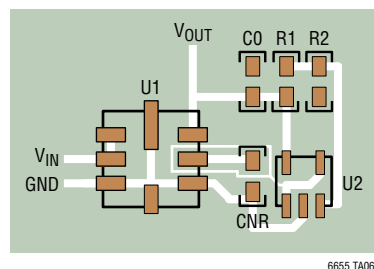 VOUT
C0 R1 R2
U1
VIN
GND
U2
CNR
6655 TA06